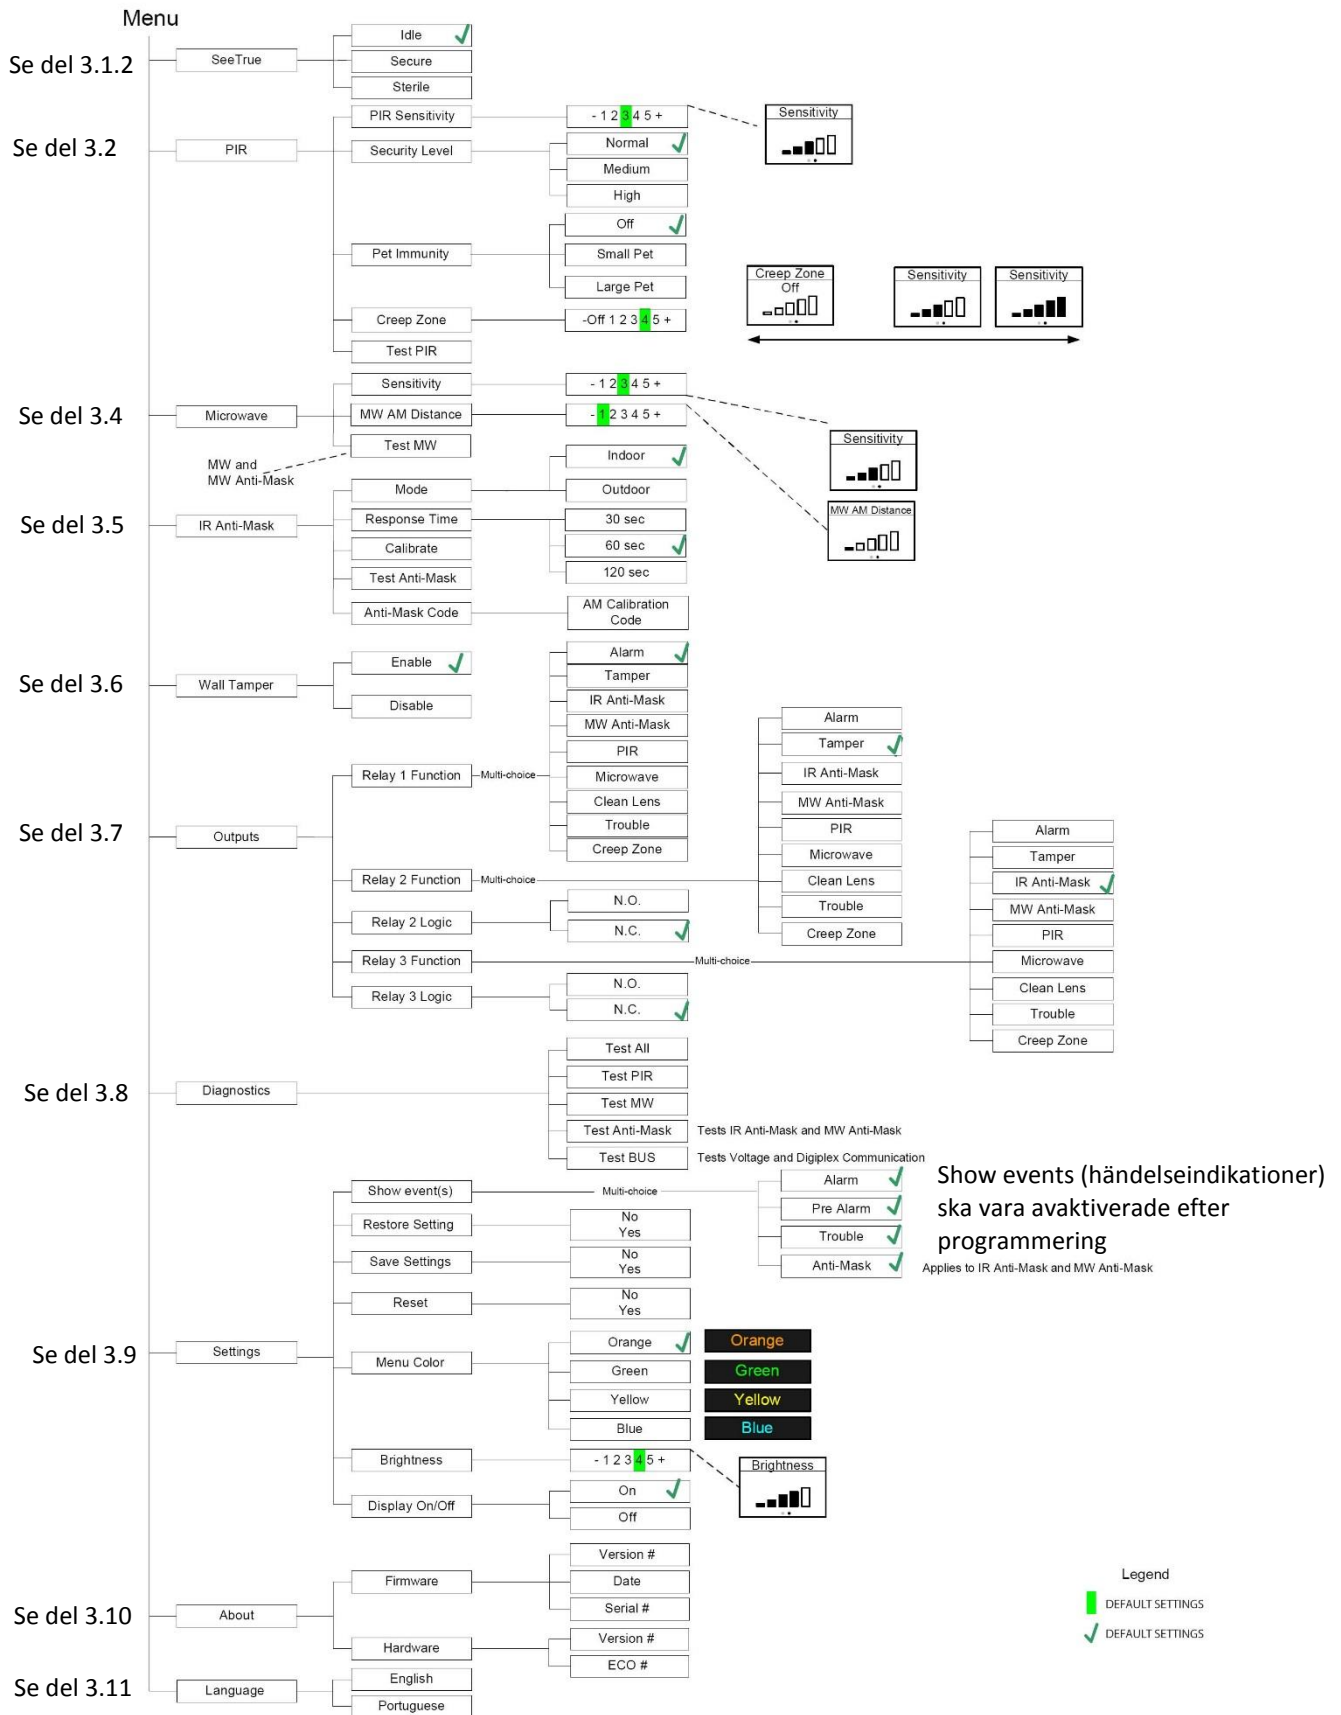 Menu
Se del 3.1.2
SeeTrue
Idle
Secure
Sterile
Se del 3.2
PIR
PIR Sensitivity
- 1 2 3 4 5 +
Sensitivity
Security Level
Normal
Medium
High
Pet Immunity
Off
Small Pet
Large Pet
Creep Zone
Off
Sensitivity
Sensitivity
Creep Zone
-Off 1 2 3 4 5 +
Test PIR
Se del 3.4
Microwave
Sensitivity
- 1 2 3 4 5 +
MW AM Distance
- 1 2 3 4 5 +
Test MW
Sensitivity
MW AM Distance
MW and
MW Anti-Mask
Se del 3.5
IR Anti-Mask
Mode
Indoor
Outdoor
Response Time
30 sec
60 sec
120 sec
Calibrate
Test Anti-Mask
Anti-Mask Code
AM Calibration
Code
Se del 3.6
Wall Tamper
Enable
Disable
Se del 3.7
Outputs
Relay 1 Function
Multi-choice
Alarm
Tamper
IR Anti-Mask
MW Anti-Mask
PIR
Microwave
Clean Lens
Trouble
Creep Zone
Relay 2 Function
Multi-choice
Alarm
Tamper
IR Anti-Mask
MW Anti-Mask
PIR
Microwave
Clean Lens
Trouble
Creep Zone
Relay 2 Logic
N.O.
N.C.
Relay 3 Function
Multi-choice
Alarm
Tamper
IR Anti-Mask
MW Anti-Mask
PIR
Microwave
Clean Lens
Trouble
Creep Zone
Relay 3 Logic
N.O.
N.C.
Se del 3.8
Diagnostics
Test All
Test PIR
Test MW
Test Anti-Mask
Tests IR Anti-Mask and MW Anti-Mask
Test BUS
Tests Voltage and Digiplex Communication
Se del 3.9
Settings
Show event(s)
Multi-choice
Alarm
Pre Alarm
Trouble
Anti-Mask
Applies to IR Anti-Mask and MW Anti-Mask
Show events (händelseindikationer)
ska vara avaktiverade efter
programmering
Restore Setting
No
Yes
Save Settings
No
Yes
Reset
No
Yes
Menu Color
Orange
Orange
Green
Green
Yellow
Yellow
Blue
Blue
Brightness
- 1 2 3 4 5 +
Brightness
Display On/Off
On
Off
Se del 3.10
About
Firmware
Version #
Date
Serial #
Hardware
Version #
ECO #
Se del 3.11
Language
English
Portuguese
Legend
DEFAULT SETTINGS
DEFAULT SETTINGS